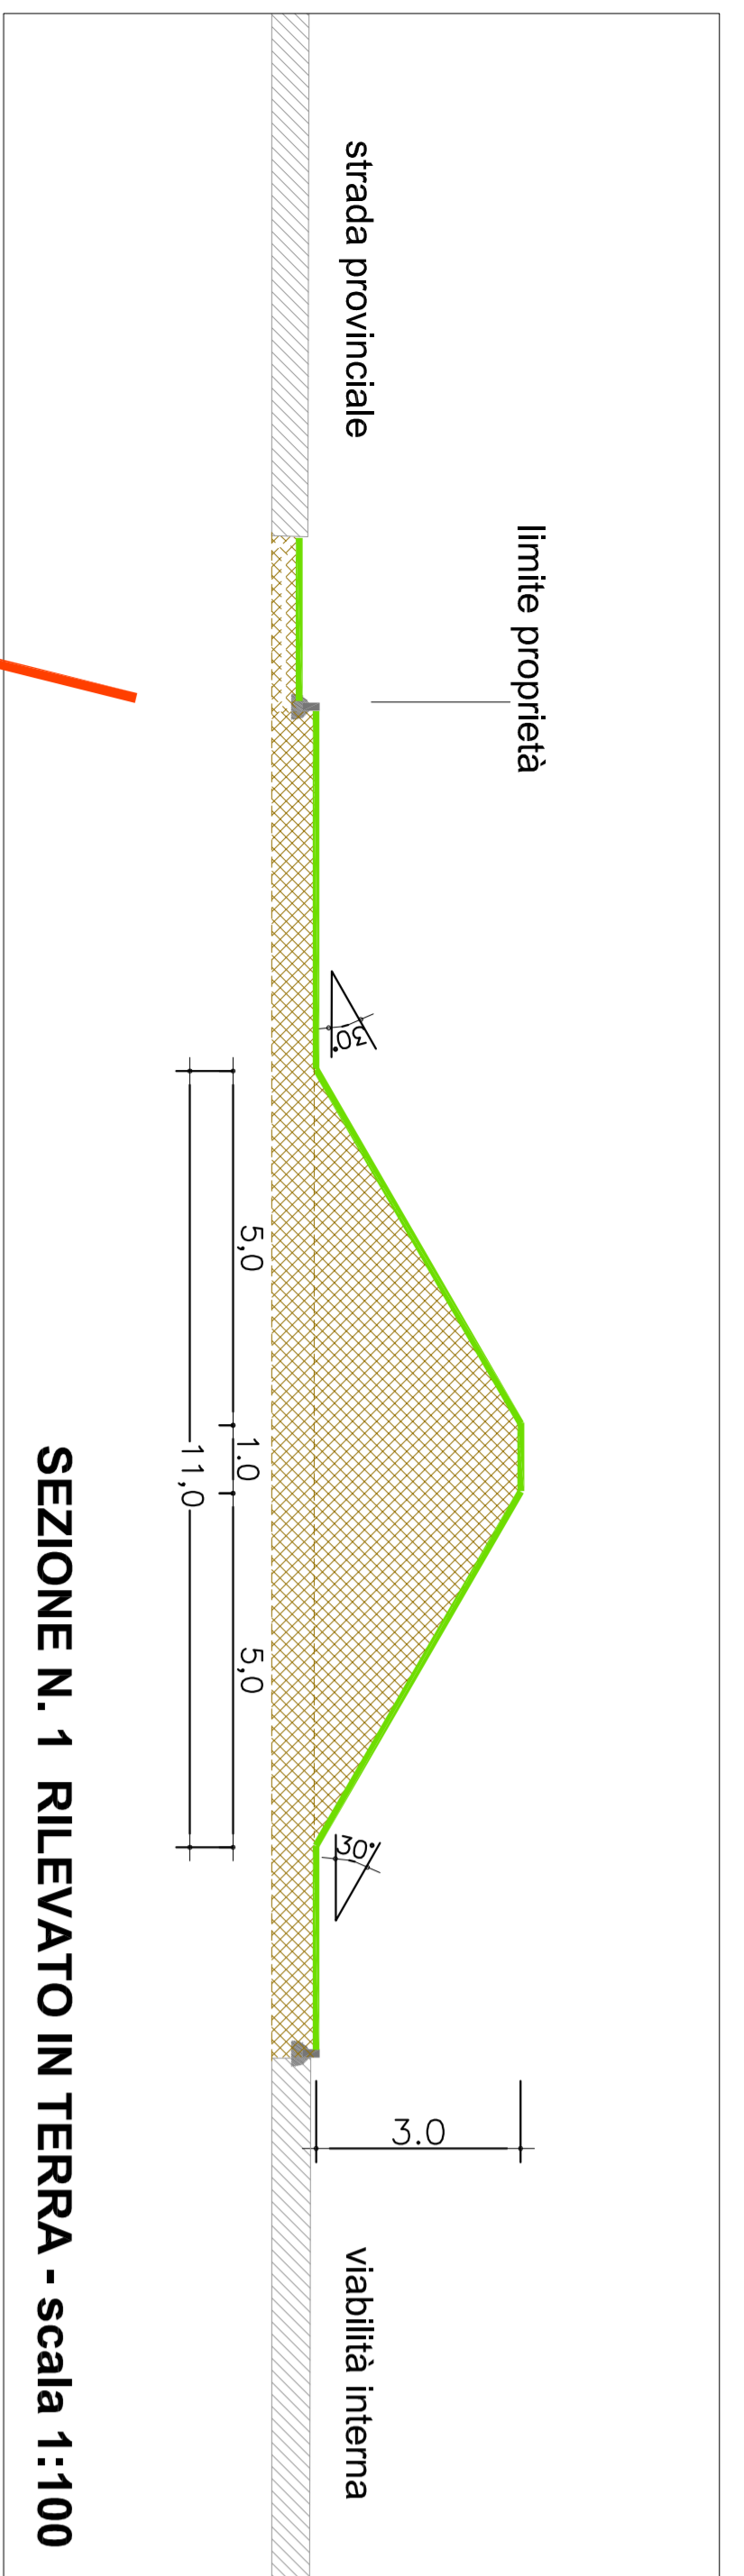 limite proprietà
strada provinciale
viabilità interna
30°
30°
3.0
5,0
1.0
5,0
11,0
SEZIONE N. 1 RILEVATO IN TERRA - scala 1:100